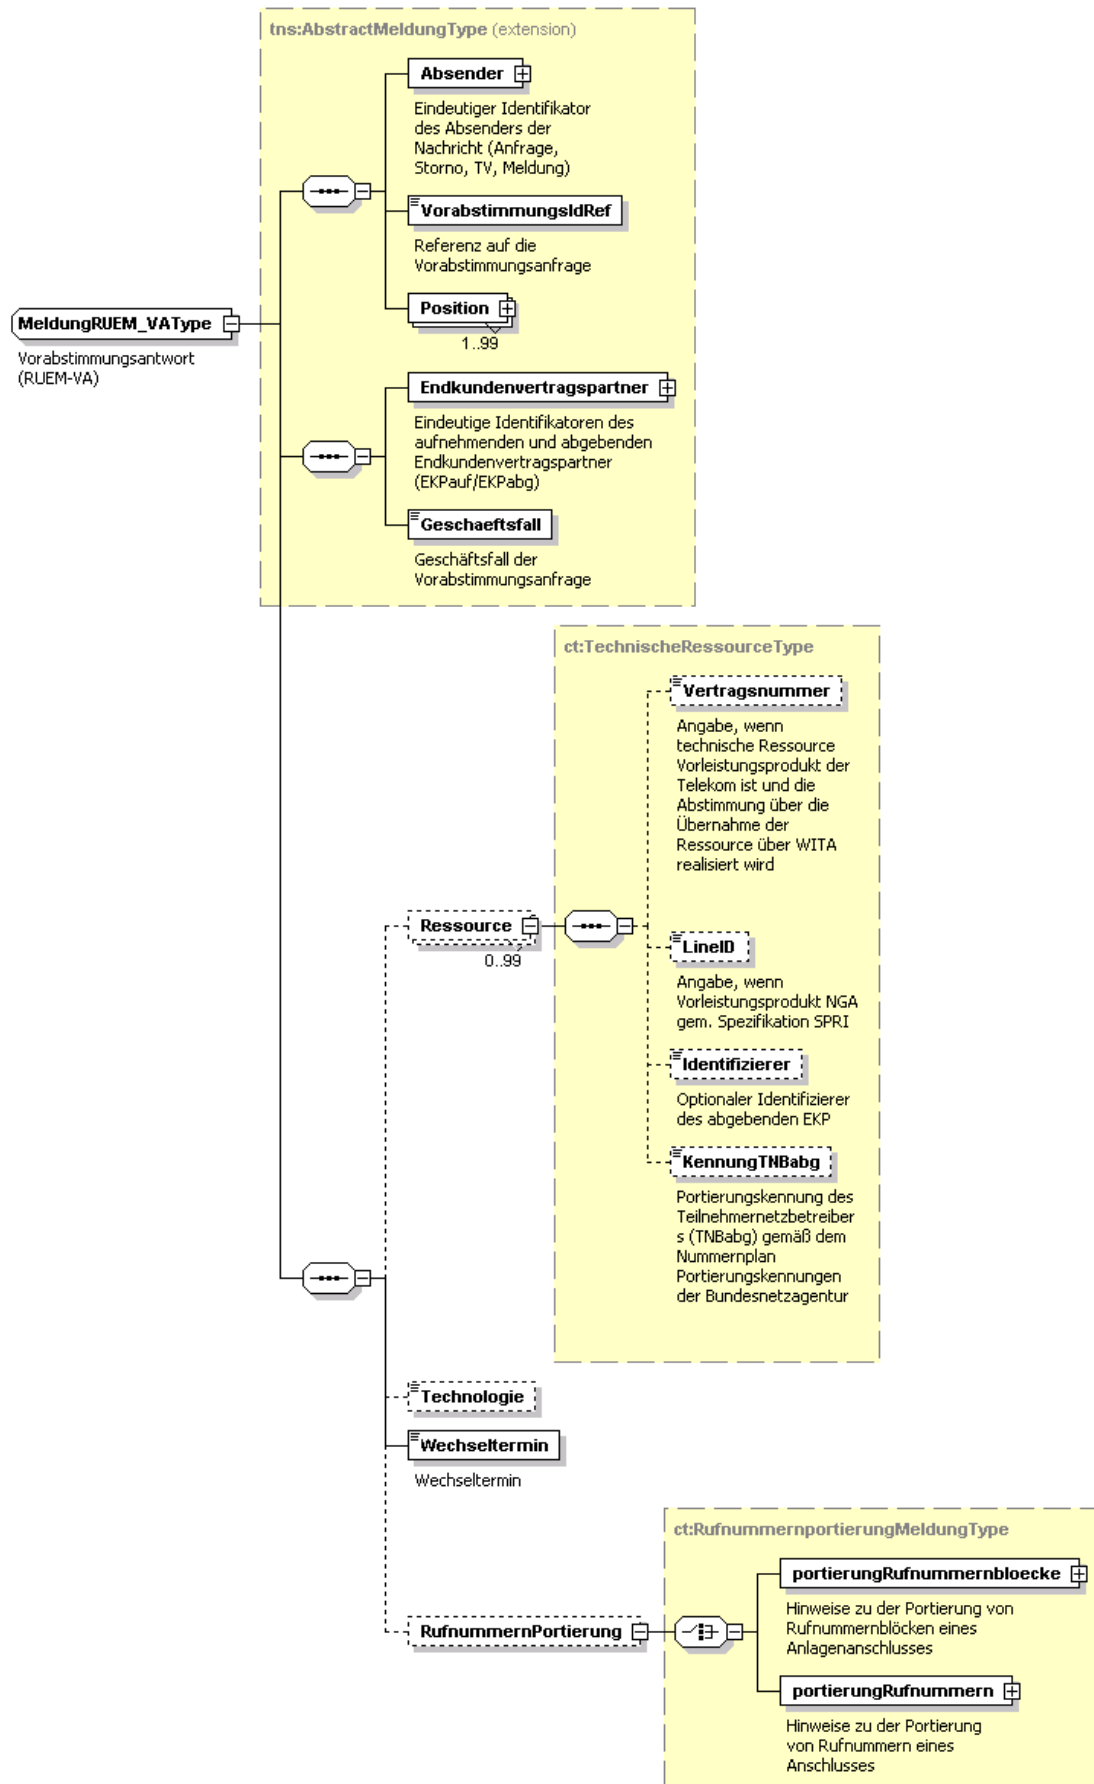 tns:AbstractMeldungType (extension)
Absender
Eindeutiger Identifikator
des Absenders der
Nachricht (Anfrage,
Storno, TV, Meldung)
VorabstimmungsIdRef
Referenz auf die
Vorabstimmungsanfrage
Position
1..99
MeldungRUEM_VAType
Vorabstimmungsantwort
(RUEM-VA)
Endkundenvertragspartner
Eindeutige Identifikatoren des
aufnehmenden und abgebenden
Endkundenvertragspartner
(EKPauf/EKPabg)
Geschaeftsfall
Geschäftsfall der
Vorabstimmungsanfrage
ct:TechnischeRessourceType
Vertragsnummer
Angabe, wenn
technische Ressource
Vorleistungsprodukt der
Telekom ist und die
Abstimmung über die
Übernahme der
Ressource über WITA
realisiert wird
Ressource
0..99
LineID
Angabe, wenn
Vorleistungsprodukt NGA
gem. Spezifikation SPRI
Identifizierer
Optionaler Identifizierer
des abgebenden EKP
KennungTNBabg
Portierungskennung des
Teilnehmernetzbetreiber
s (TNBabg) gemäß dem
Nummernplan
Portierungskennungen
der Bundesnetzagentur
Technologie
Wechseltermin
Wechseltermin
ct:RufnummernportierungMeldungType
portierungRufnummernbloecke
Hinweise zu der Portierung von
Rufnummernblöcken eines
Anlagenanschlusses
RufnummernPortierung
portierungRufnummern
Hinweise zu der Portierung
von Rufnummern eines
Anschlusses